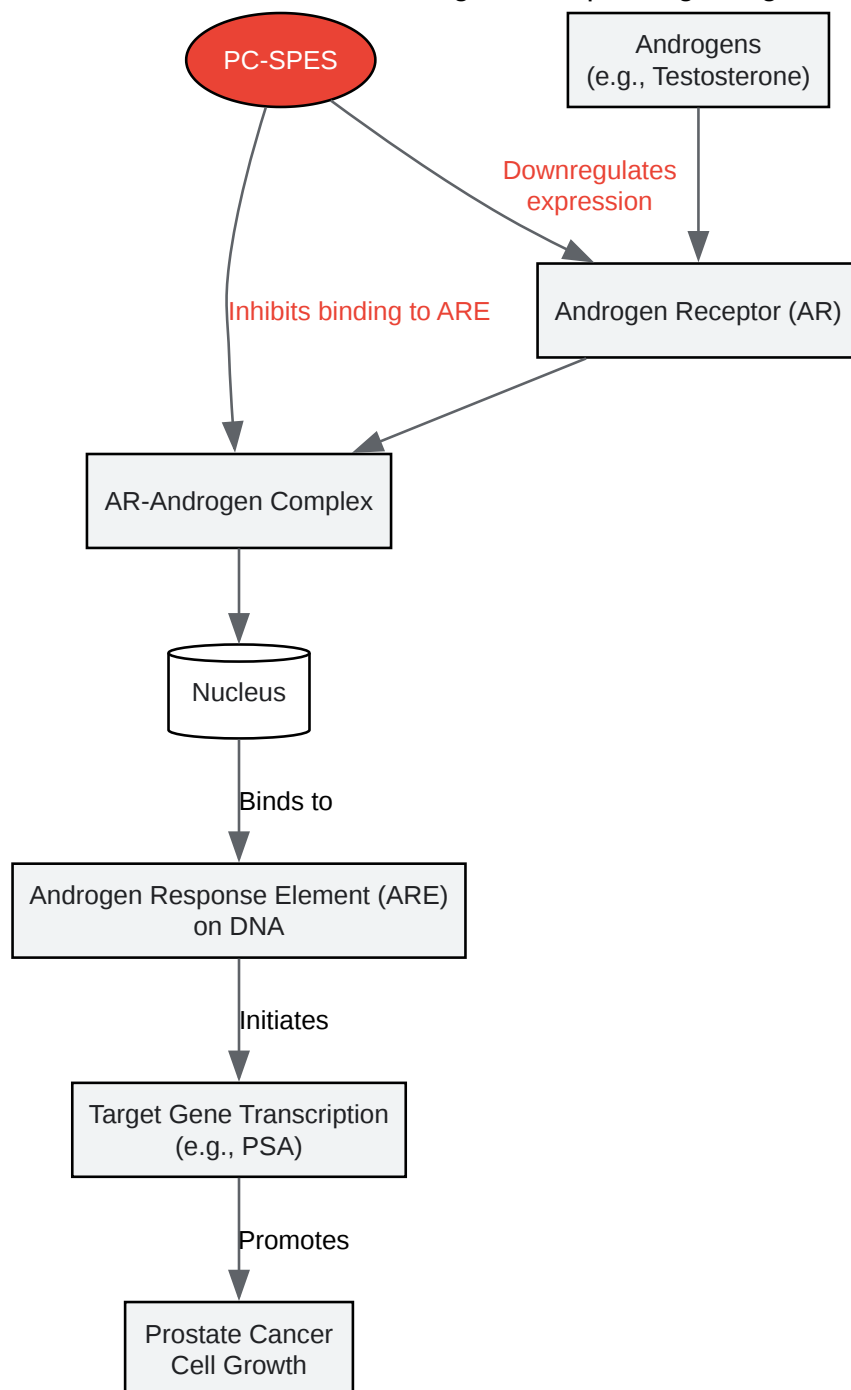 PC-SPES
Androgens
(e.g., Testosterone)
Downregulates
expression
Inhibits binding to ARE
Androgen Receptor (AR)
AR-Androgen Complex
Nucleus
Binds to
Androgen Response Element (ARE)
on DNA
Initiates
Target Gene Transcription
(e.g., PSA)
Promotes
Prostate Cancer
Cell Growth